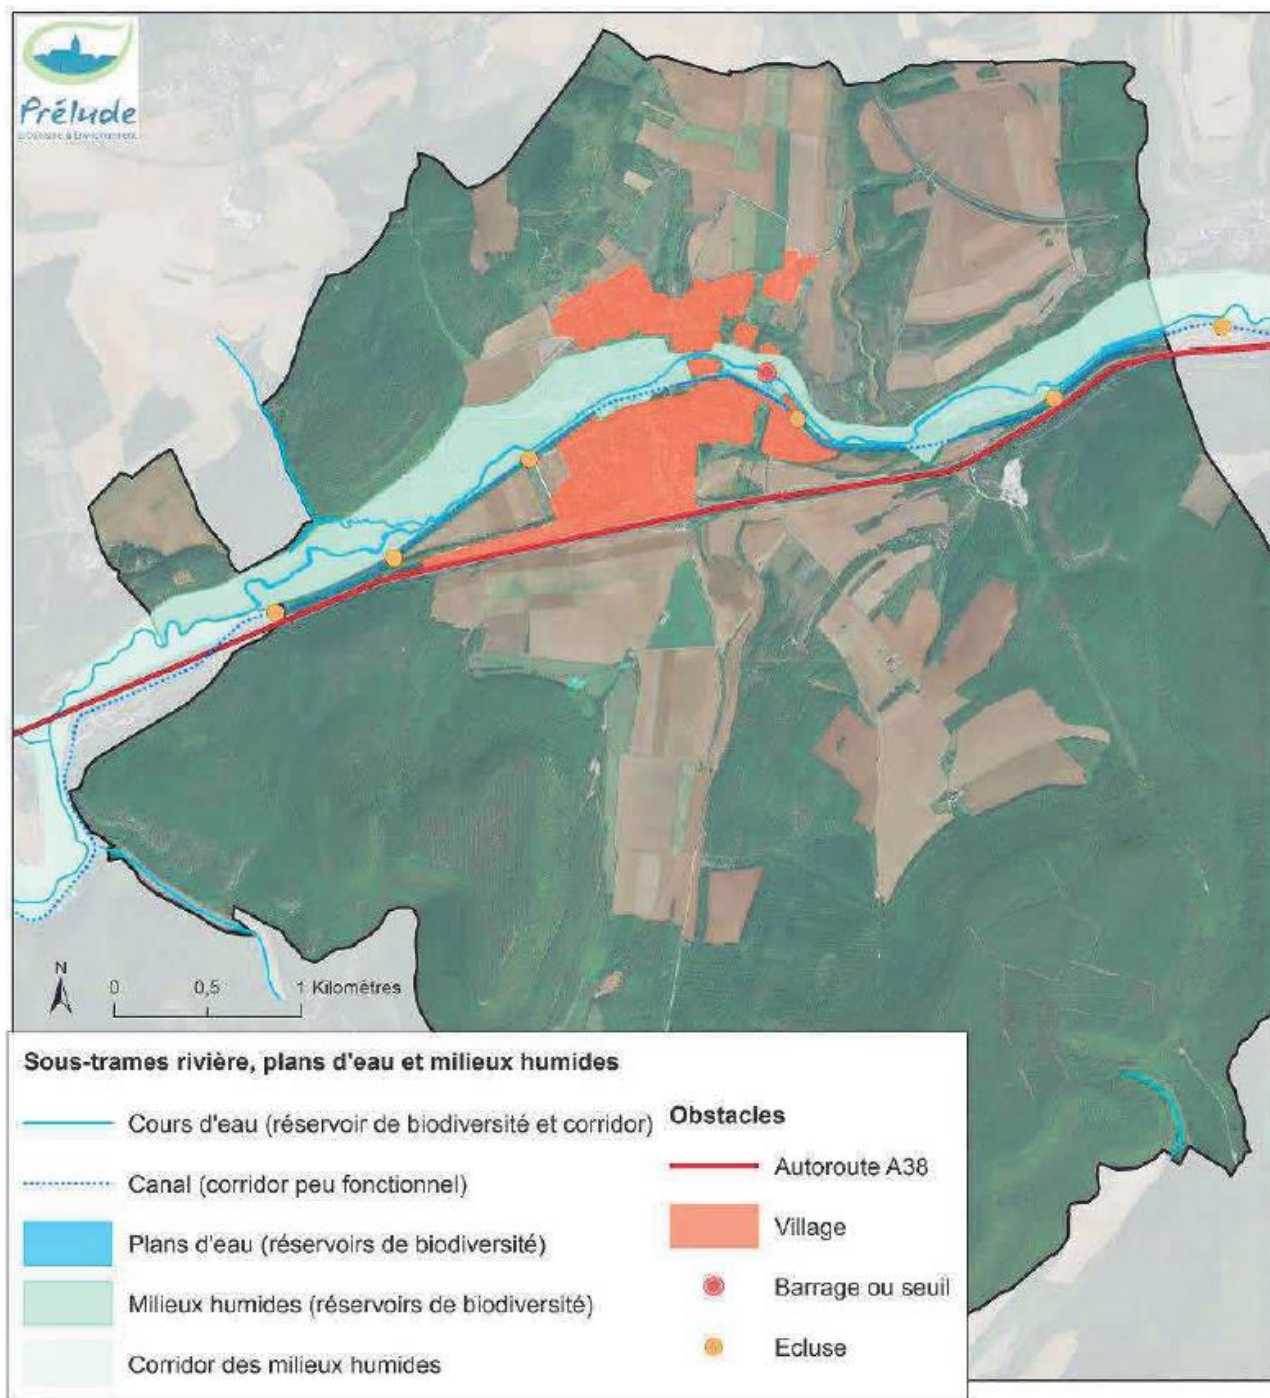 Prélude
Urbanisme & Environnement
N
0 0,5 1 Kilomètres
Sous-trames rivière, plans d'eau et milieux humides
Cours d'eau (réservoir de biodiversité et corridor)
Canal (corridor peu fonctionnel)
Plans d'eau (réservoirs de biodiversité)
Milieux humides (réservoirs de biodiversité)
Corridor des milieux humides
Obstacles
Autoroute A38
Village
Barrage ou seuil
Ecluse